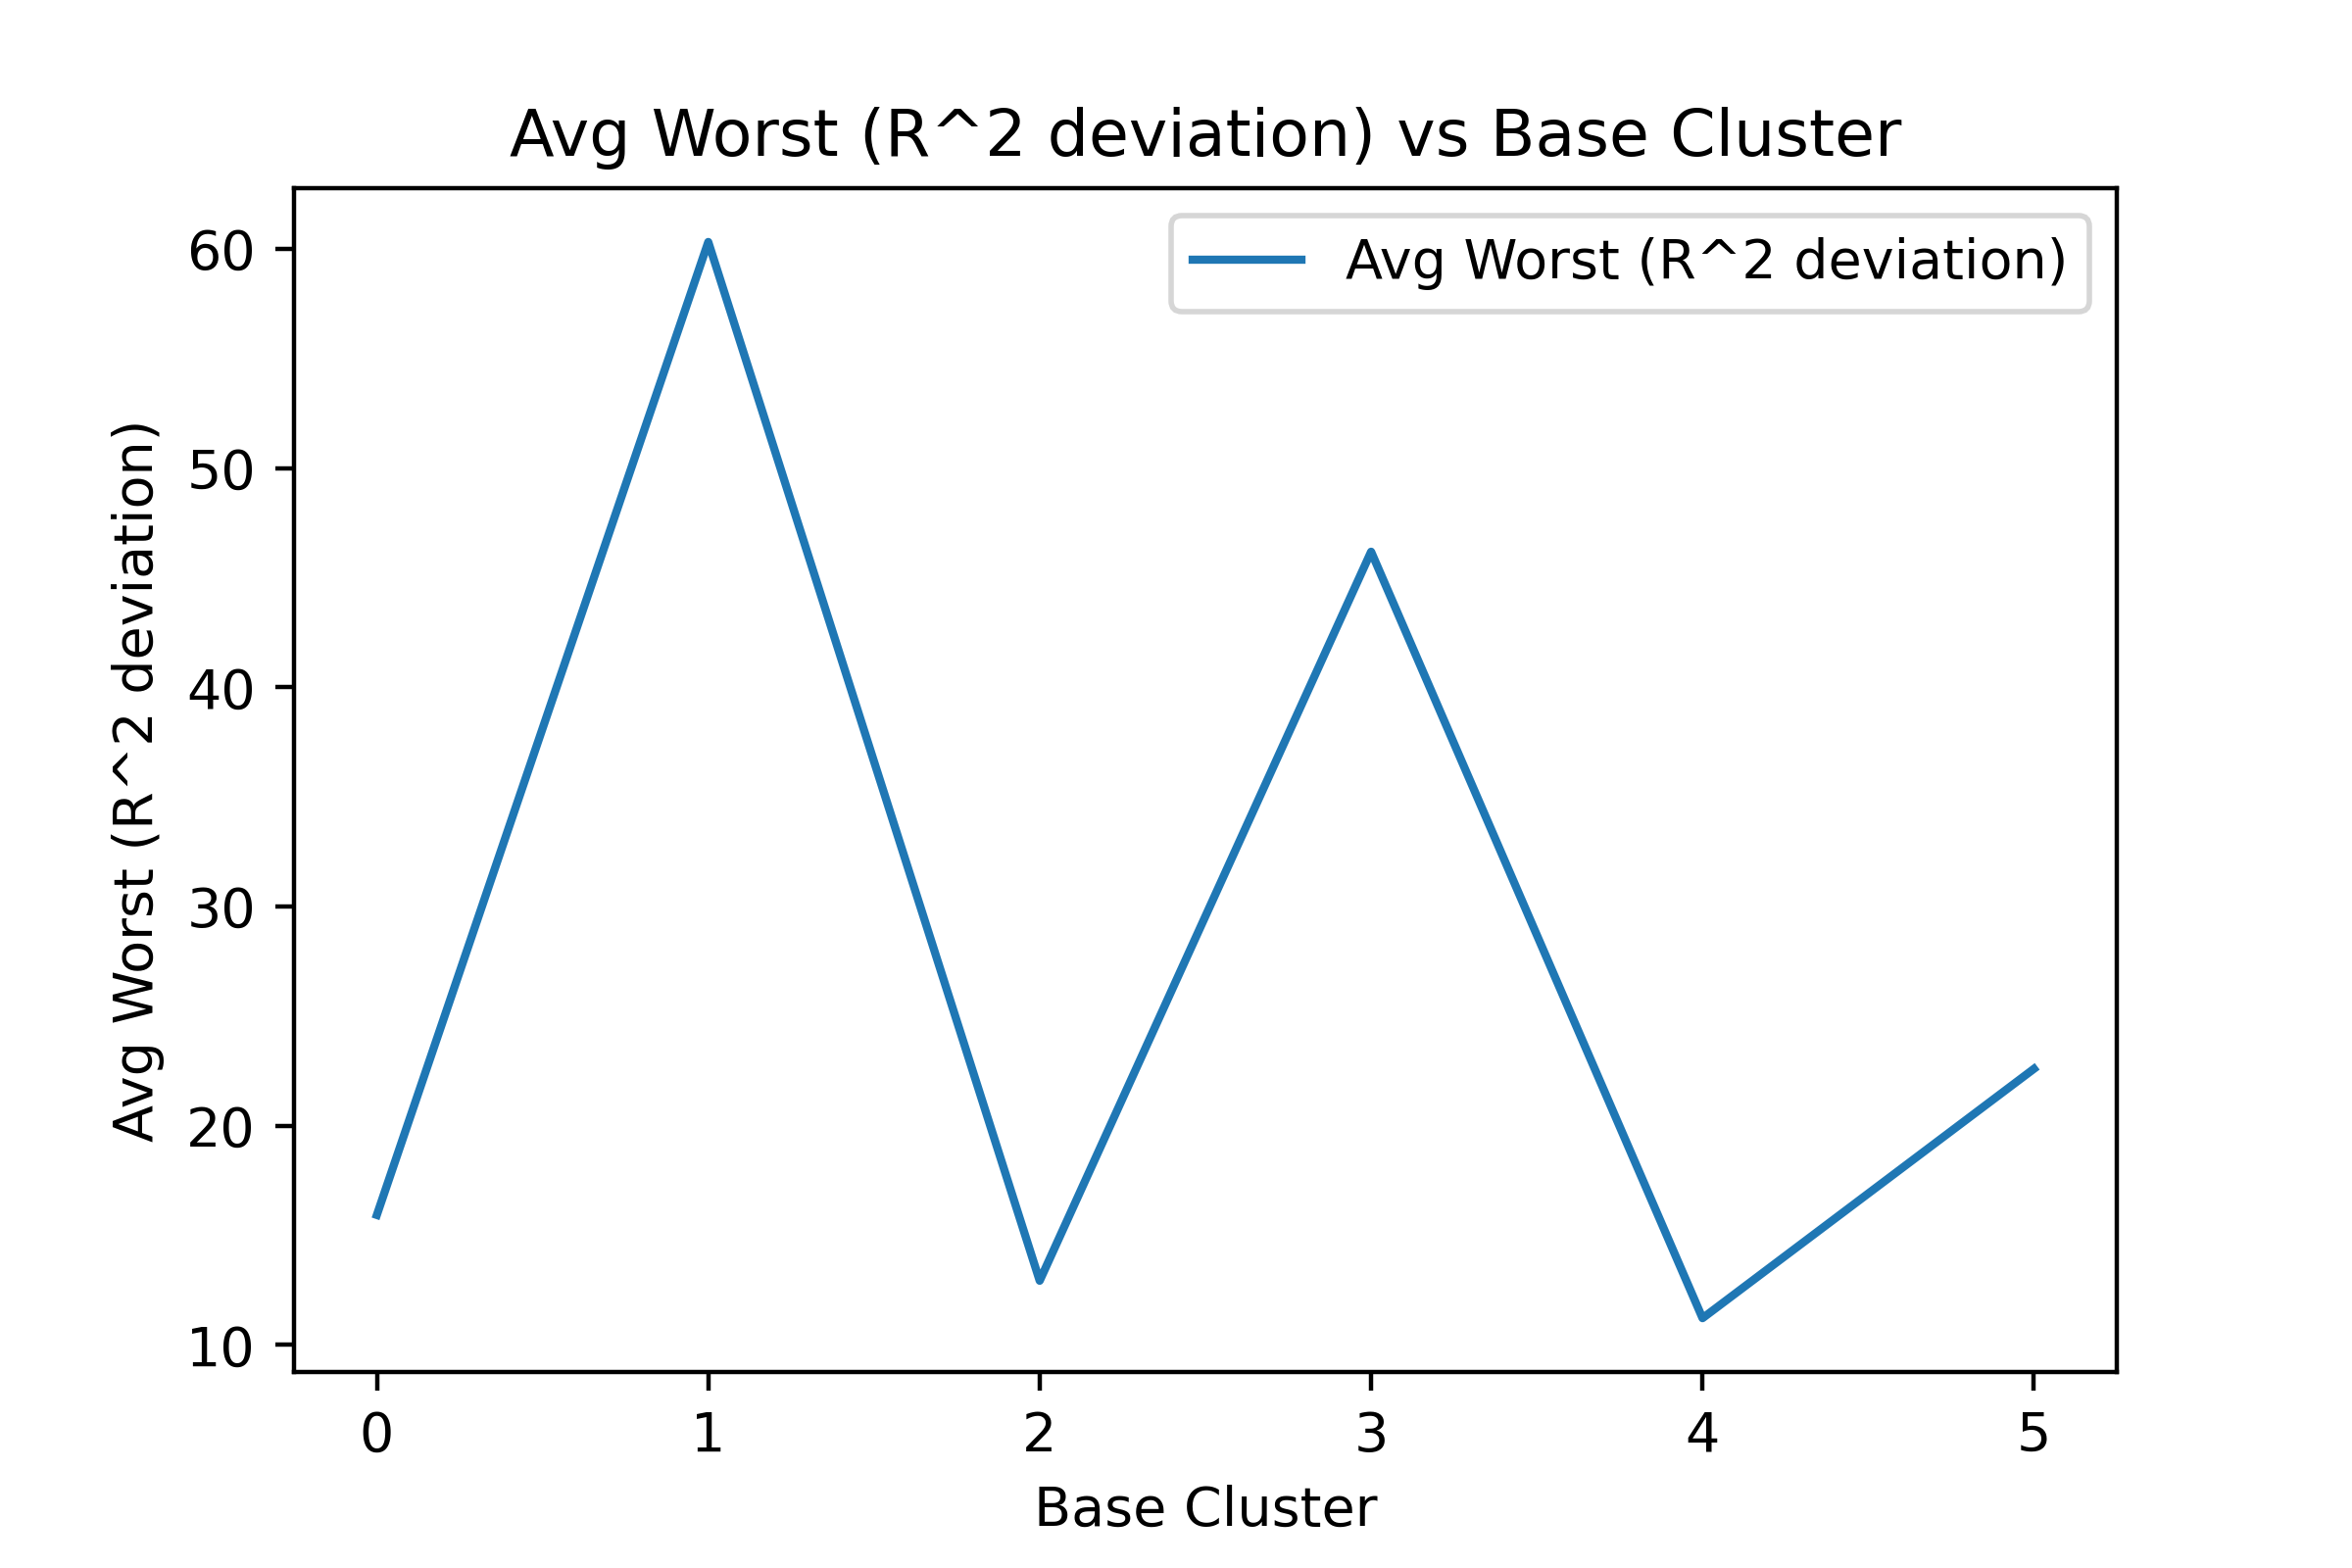 Avg Worst (R^2 deviation) vs Base Cluster
Avg Worst (R^2 deviation)
Avg Worst (R^2 deviation)
60
50
40
30
20
10
0 1 2 3 4 5
Base Cluster